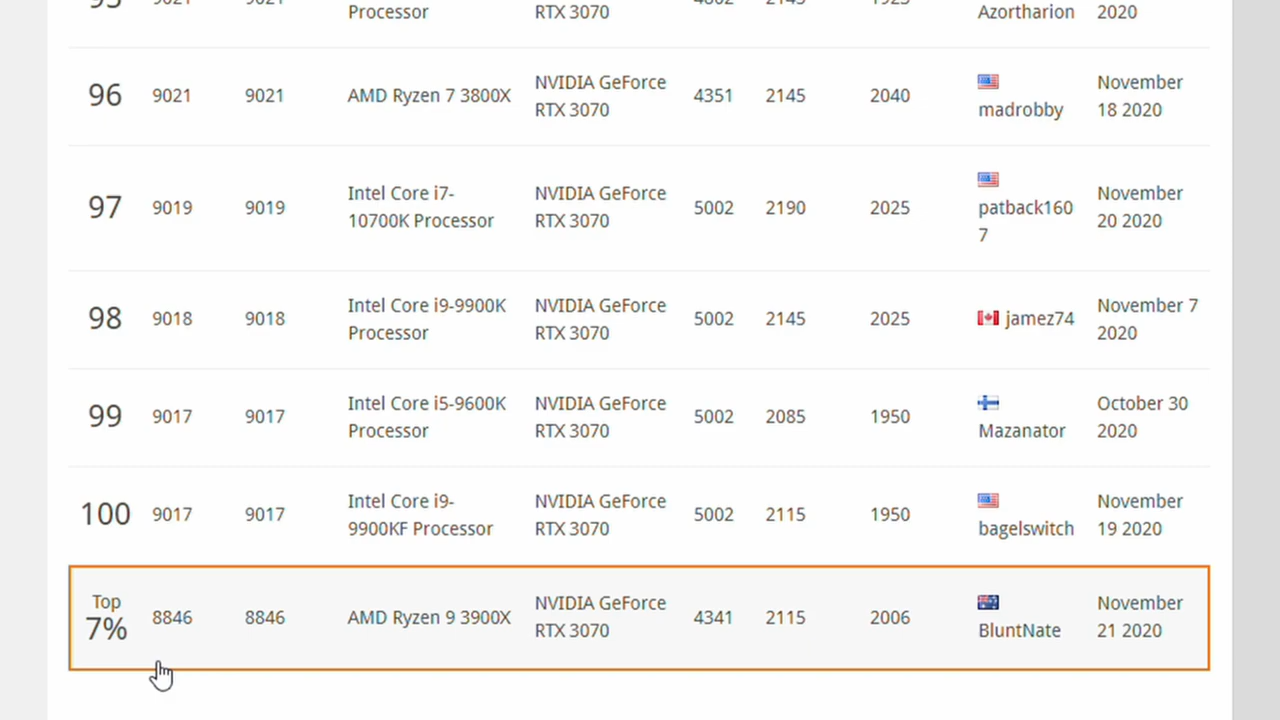 Processor RTX 3070 Azortharion 2020
96 9021 9021 AMD Ryzen 7 3800X NVIDIA GeForce RTX 3070 4351 2145 2040 madrobby November 18 2020
97 9019 9019 Intel Core i7-10700K Processor NVIDIA GeForce RTX 3070 5002 2190 2025 patback1607 November 20 2020
98 9018 9018 Intel Core i9-9900K Processor NVIDIA GeForce RTX 3070 5002 2145 2025 jamez74 November 7 2020
99 9017 9017 Intel Core i5-9600K Processor NVIDIA GeForce RTX 3070 5002 2085 1950 Mazanator October 30 2020
100 9017 9017 Intel Core i9-9900KF Processor NVIDIA GeForce RTX 3070 5002 2115 1950 bagelswitch November 19 2020
Top 7% 8846 8846 AMD Ryzen 9 3900X NVIDIA GeForce RTX 3070 4341 2115 2006 BluntNate November 21 2020